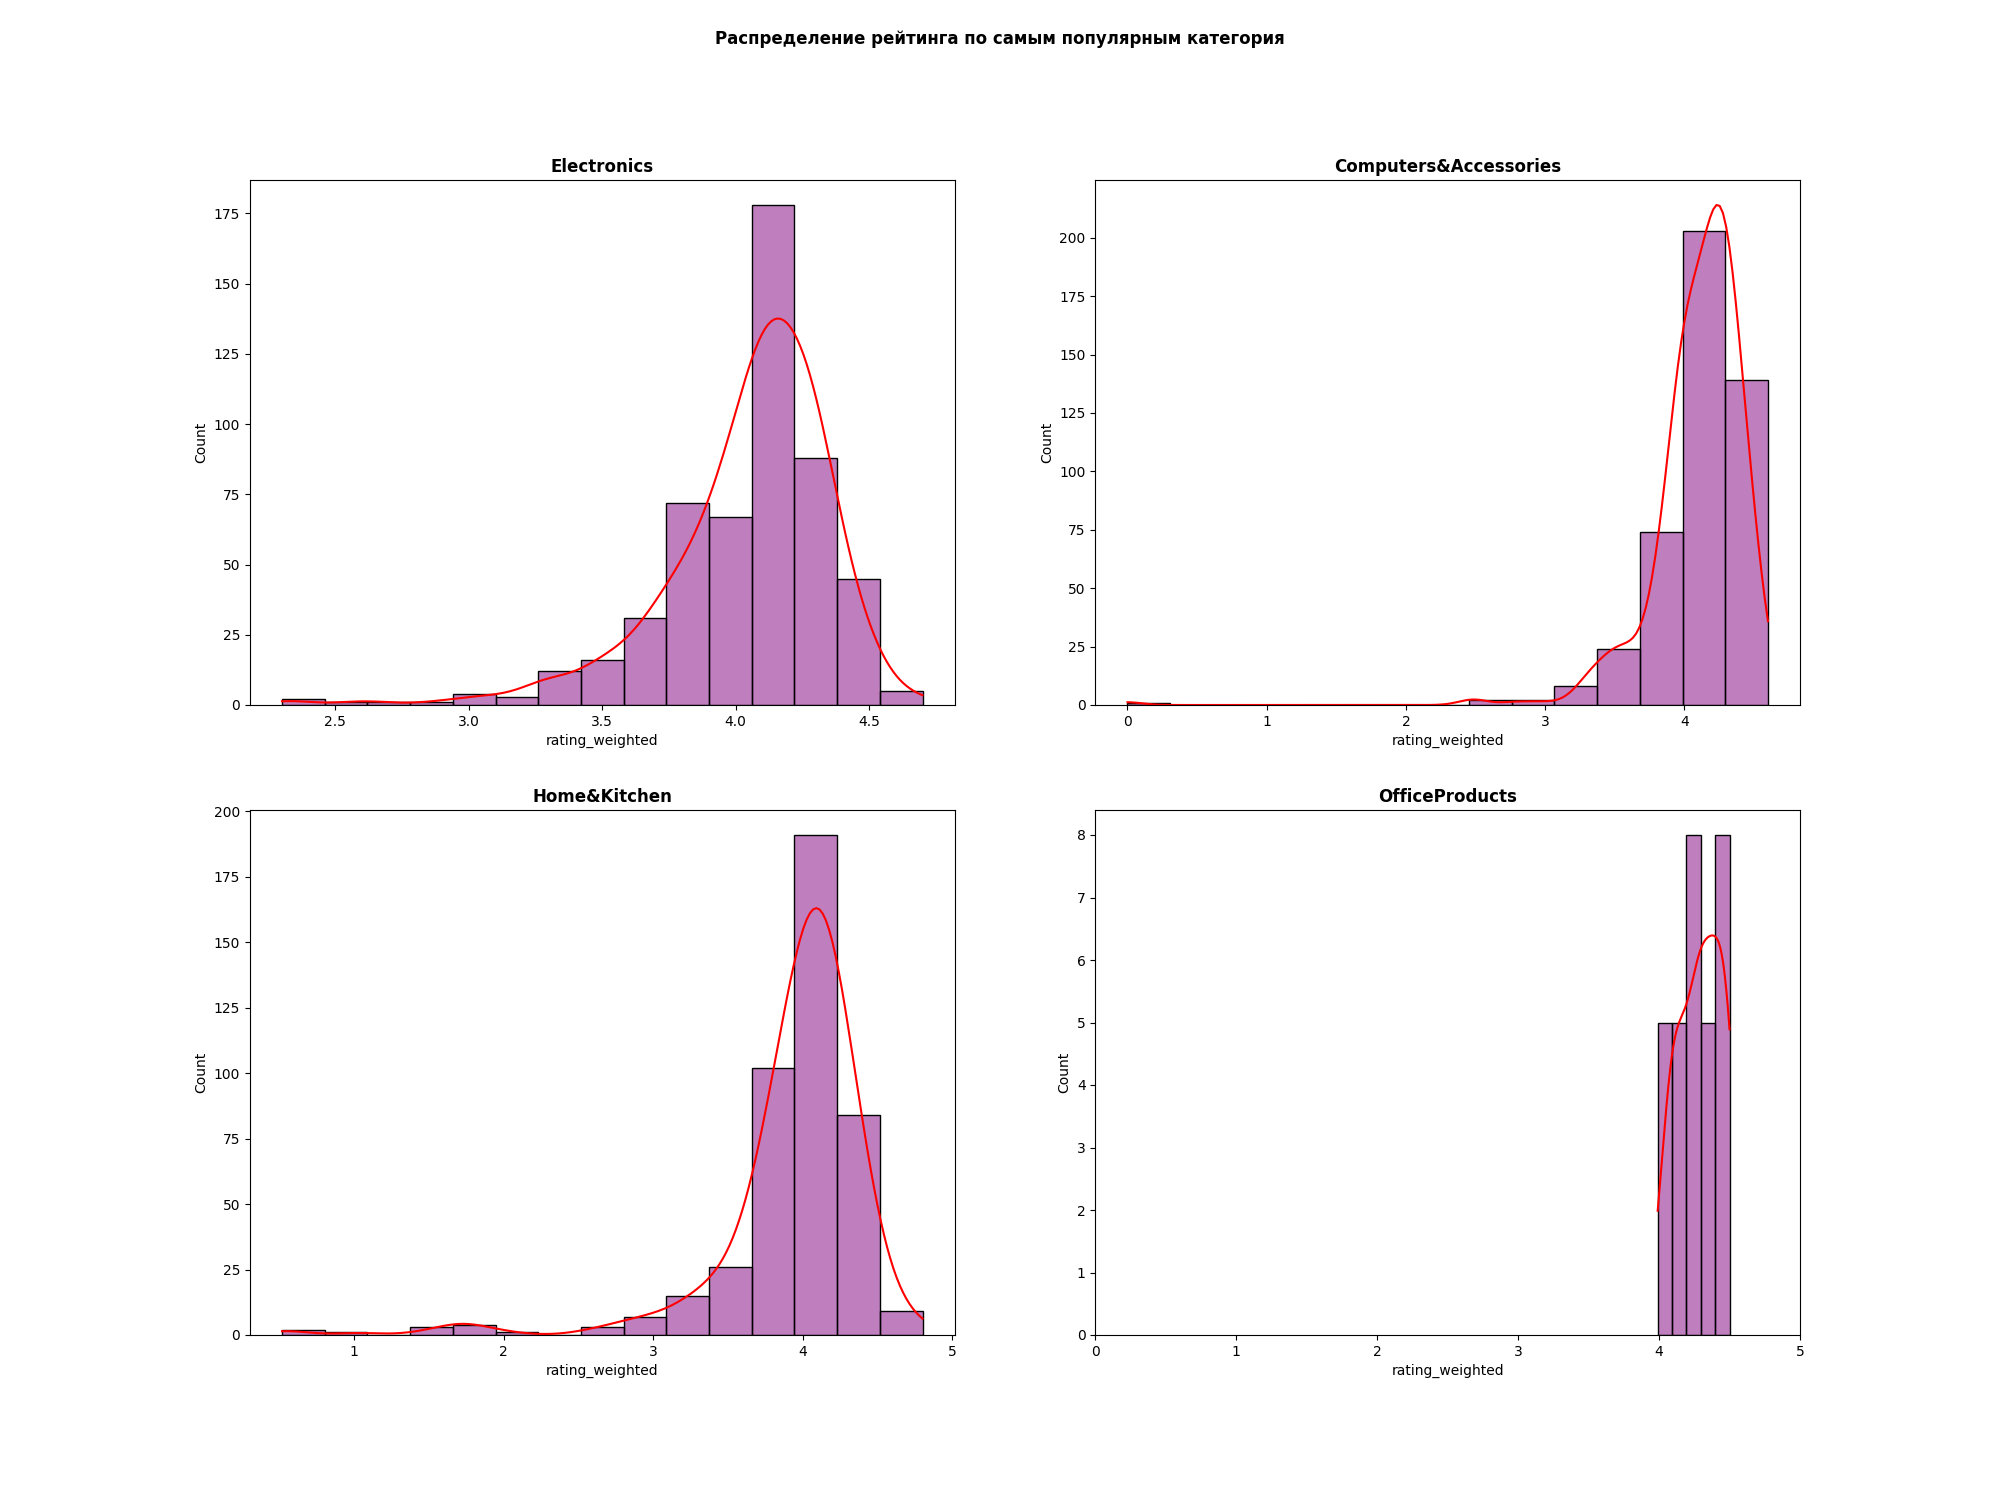 Распределение рейтинга по самым популярным категория
Electronics
Count
175
150
125
100
75
50
25
0
2.5 3.0 3.5 4.0 4.5
rating_weighted
Computers&Accessories
Count
200
175
150
125
100
75
50
25
0
0 1 2 3 4
rating_weighted
Home&Kitchen
Count
200
175
150
125
100
75
50
25
0
1 2 3 4 5
rating_weighted
OfficeProducts
Count
8
7
6
5
4
3
2
1
0
0 1 2 3 4 5
rating_weighted